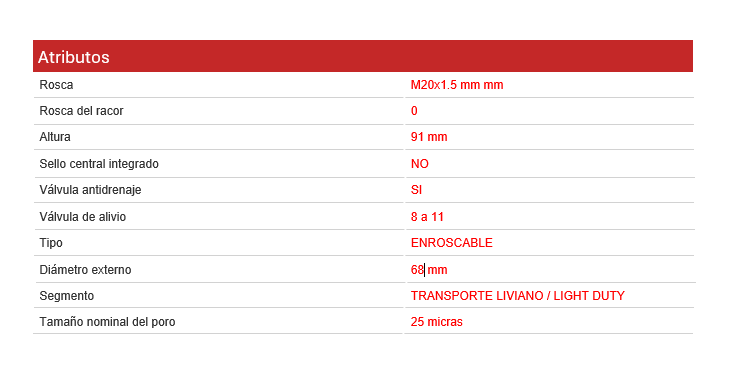 Atributos
Rosca M20x1.5 mm mm
Rosca del racor 0
Altura 91 mm
Sello central integrado NO
Válvula antidrenaje SI
Válvula de alivio 8 a 11
Tipo ENROSCABLE
Diámetro externo 68 mm
Segmento TRANSPORTE LIVIANO / LIGHT DUTY
Tamaño nominal del poro 25 micras